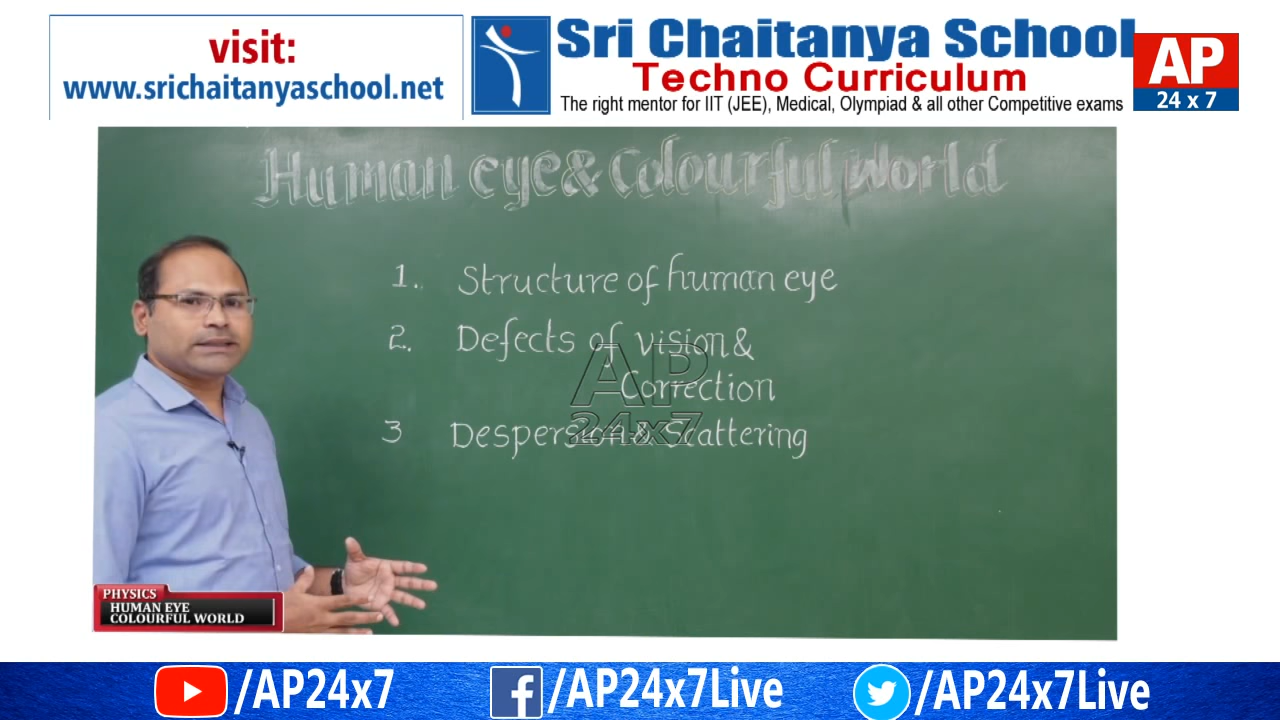 visit:
www.srichaitanyaschool.net
Sri Chaitanya School
Techno Curriculum
The right mentor for IIT (JEE), Medical, Olympiad & all other Competitive exams
AP
24 x 7
Human eye & Colourful World
1. Structure of human eye
2. Defects of vision &
Correction
3 Despersion & Scattering
AP
24x7
PHYSICS
HUMAN EYE
COLOURFUL WORLD
/AP24x7
/AP24x7Live
/AP24x7Live